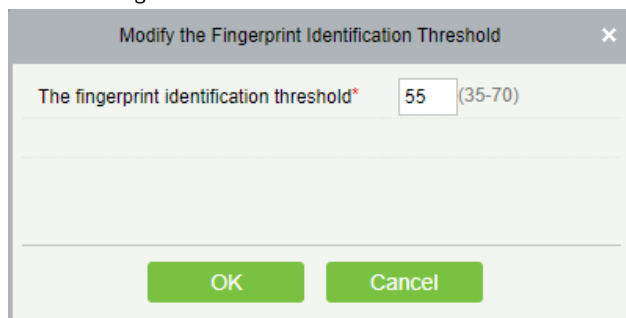 Modify the Fingerprint Identification Threshold ×
The fingerprint identification threshold* 55 (35-70)
OK Cancel